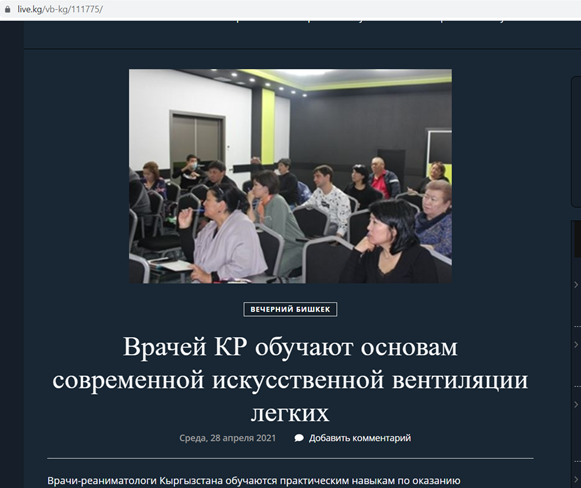 live.kg/vb-kg/111775/
ВЕЧЕРНИЙ БИШКЕК
Врачей КР обучают основам
современной искусственной вентиляции
легких
Среда, 28 апреля 2021 Добавить комментарий
Врачи-реаниматологи Кыргызстана обучаются практическим навыкам по оказанию